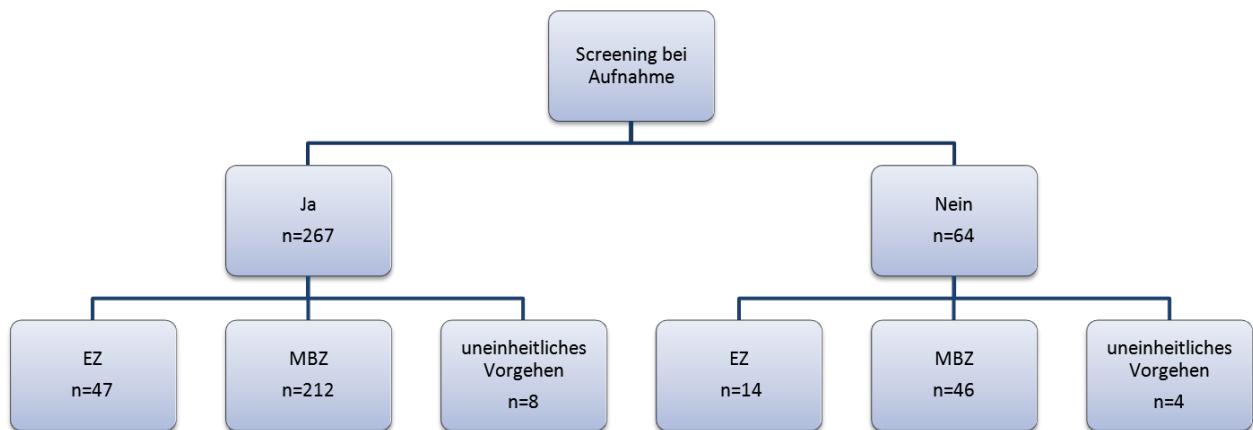 Screening bei
Aufnahme
Ja
n=267
Nein
n=64
EZ
n=47
MBZ
n=212
uneinheitliches
Vorgehen
n=8
EZ
n=14
MBZ
n=46
uneinheitliches
Vorgehen
n=4